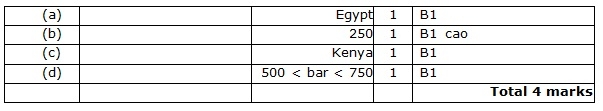 (a) Egypt 1 B1
(b) 250 1 B1 cao
(c) Kenya 1 B1
(d) 500 < bar < 750 1 B1
Total 4 marks